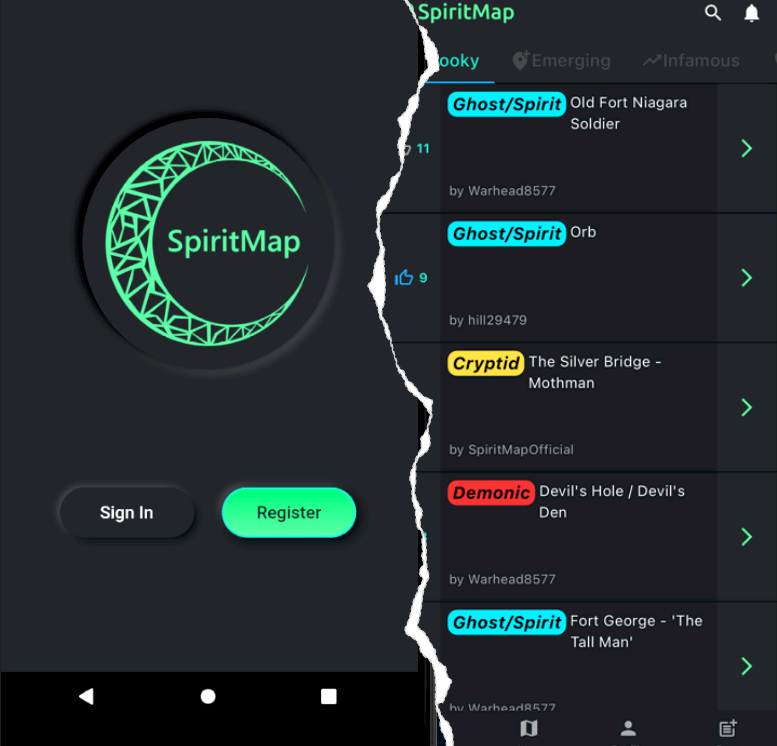 SpiritMap
Sign In
Register
SpiritMap
ooky
Emerging
Infamous
Ghost/Spirit
Old Fort Niagara
Soldier
11
by Warhead8577
Ghost/Spirit
Orb
9
by hill29479
Cryptid
The Silver Bridge -
Mothman
by SpiritMapOfficial
Demonic
Devil's Hole / Devil's
Den
by Warhead8577
Ghost/Spirit
Fort George - 'The
Tall Man'
by Warhead8577